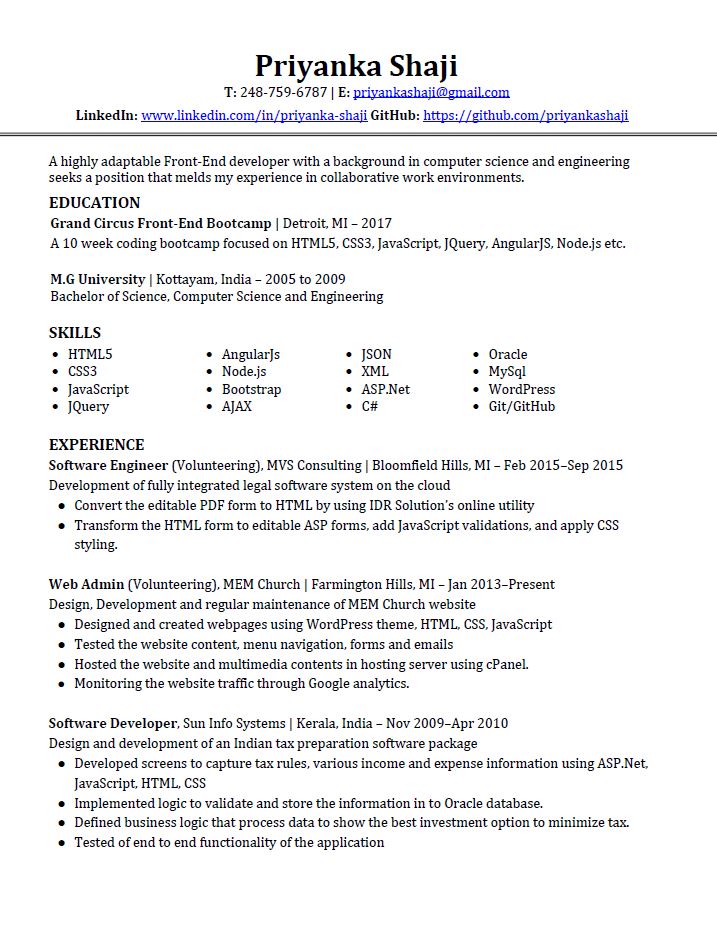 Priyanka Shaji
T: 248-759-6787 | E: priyankashaji@gmail.com
LinkedIn: www.linkedin.com/in/priyanka-shaji GitHub: https://github.com/priyankashaji
A highly adaptable Front-End developer with a background in computer science and engineering
seeks a position that melds my experience in collaborative work environments.
EDUCATION
Grand Circus Front-End Bootcamp | Detroit, MI – 2017
A 10 week coding bootcamp focused on HTML5, CSS3, JavaScript, JQuery, AngularJS, Node.js etc.
M.G University | Kottayam, India – 2005 to 2009
Bachelor of Science, Computer Science and Engineering
SKILLS
• HTML5 • AngularJs • JSON • Oracle
• CSS3 • Node.js • XML • MySql
• JavaScript • Bootstrap • ASP.Net • WordPress
• JQuery • AJAX • C# • Git/GitHub
EXPERIENCE
Software Engineer (Volunteering), MVS Consulting | Bloomfield Hills, MI – Feb 2015–Sep 2015
Development of fully integrated legal software system on the cloud
● Convert the editable PDF form to HTML by using IDR Solution's online utility
● Transform the HTML form to editable ASP forms, add JavaScript validations, and apply CSS
styling.
Web Admin (Volunteering), MEM Church | Farmington Hills, MI – Jan 2013–Present
Design, Development and regular maintenance of MEM Church website
● Designed and created webpages using WordPress theme, HTML, CSS, JavaScript
● Tested the website content, menu navigation, forms and emails
● Hosted the website and multimedia contents in hosting server using cPanel.
● Monitoring the website traffic through Google analytics.
Software Developer, Sun Info Systems | Kerala, India – Nov 2009–Apr 2010
Design and development of an Indian tax preparation software package
● Developed screens to capture tax rules, various income and expense information using ASP.Net,
JavaScript, HTML, CSS
● Implemented logic to validate and store the information in to Oracle database.
● Defined business logic that process data to show the best investment option to minimize tax.
● Tested of end to end functionality of the application